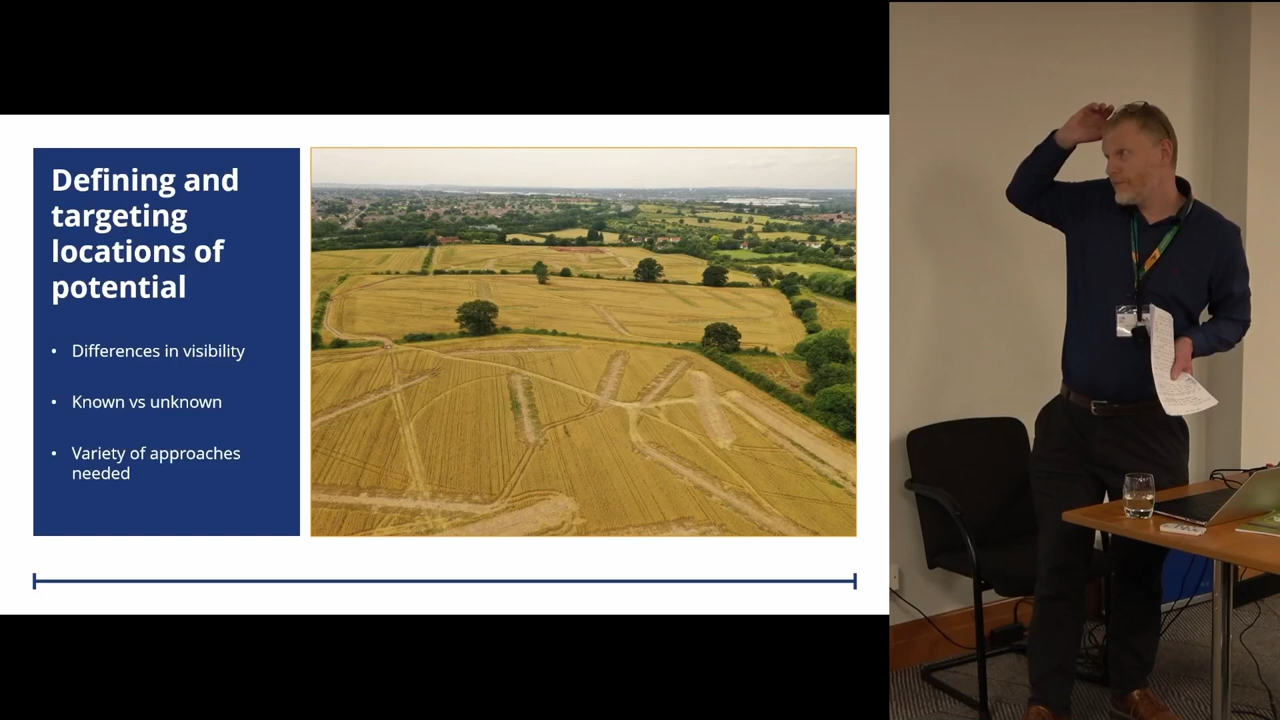 Defining and
targeting
locations of
potential
• Differences in visibility
• Known vs unknown
• Variety of approaches
needed